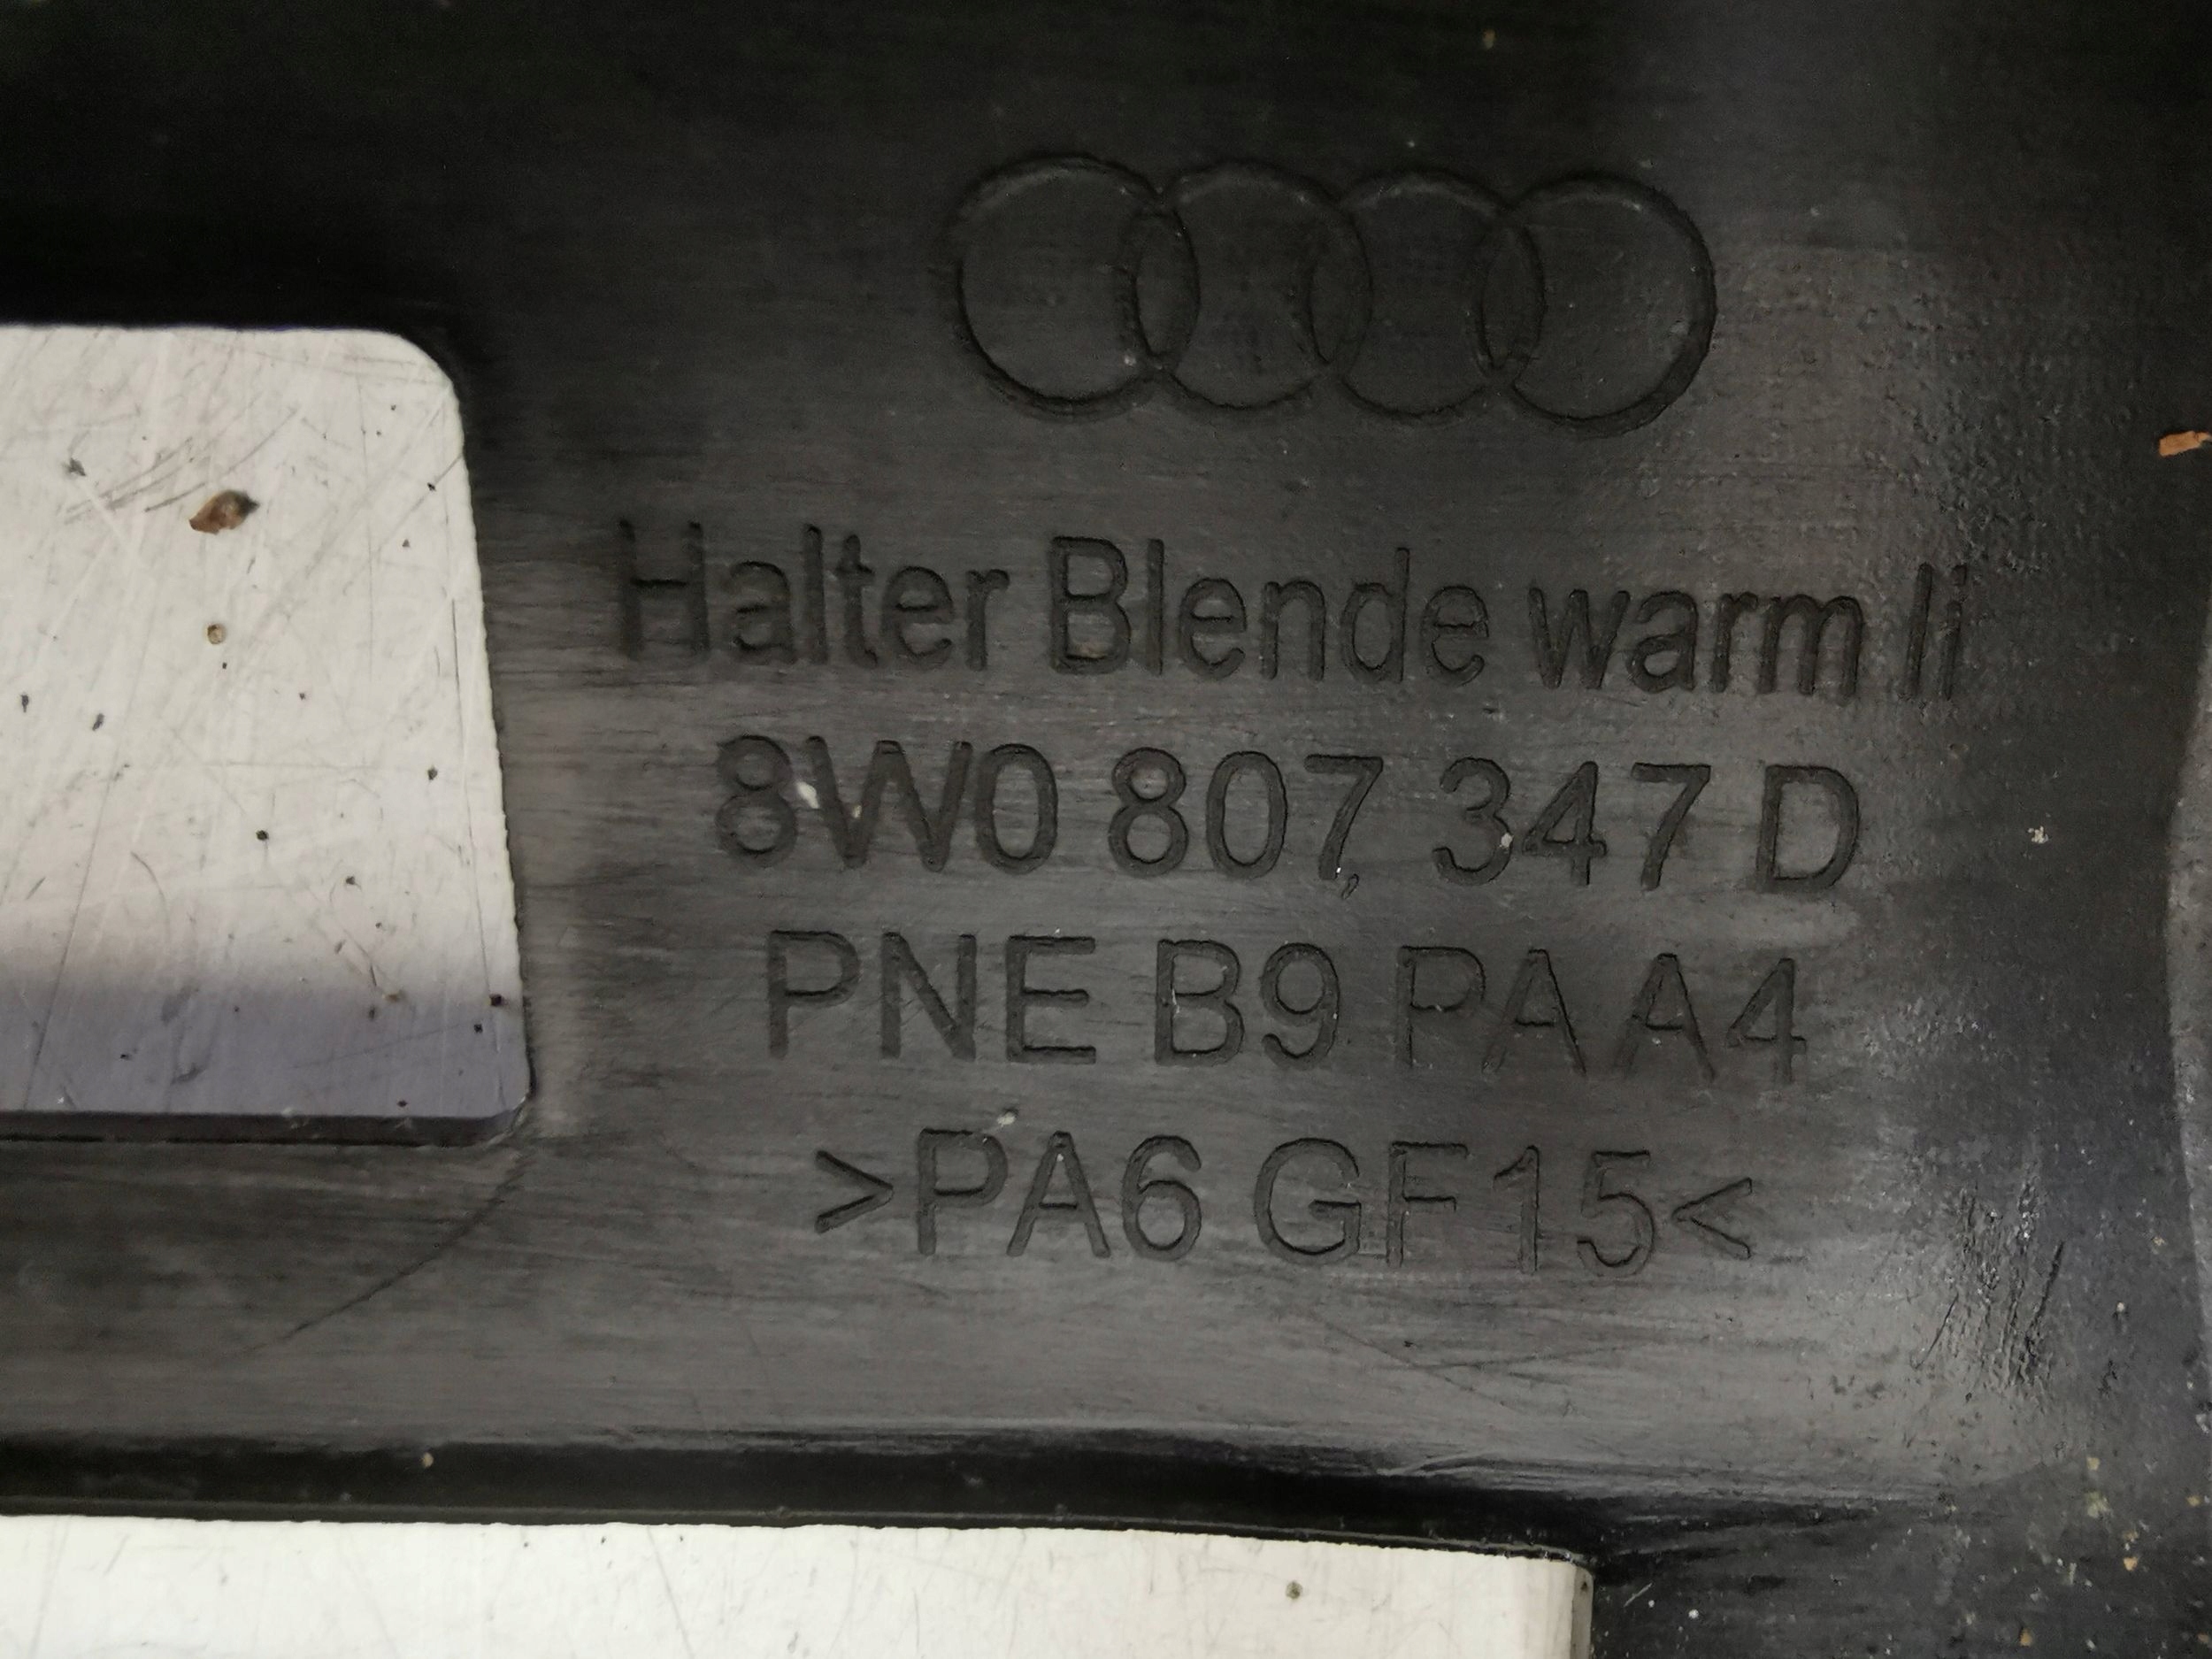 Halter Blende warm li
8W0 807 347 D
PNE B9 PA A4
>PA6 GF15<